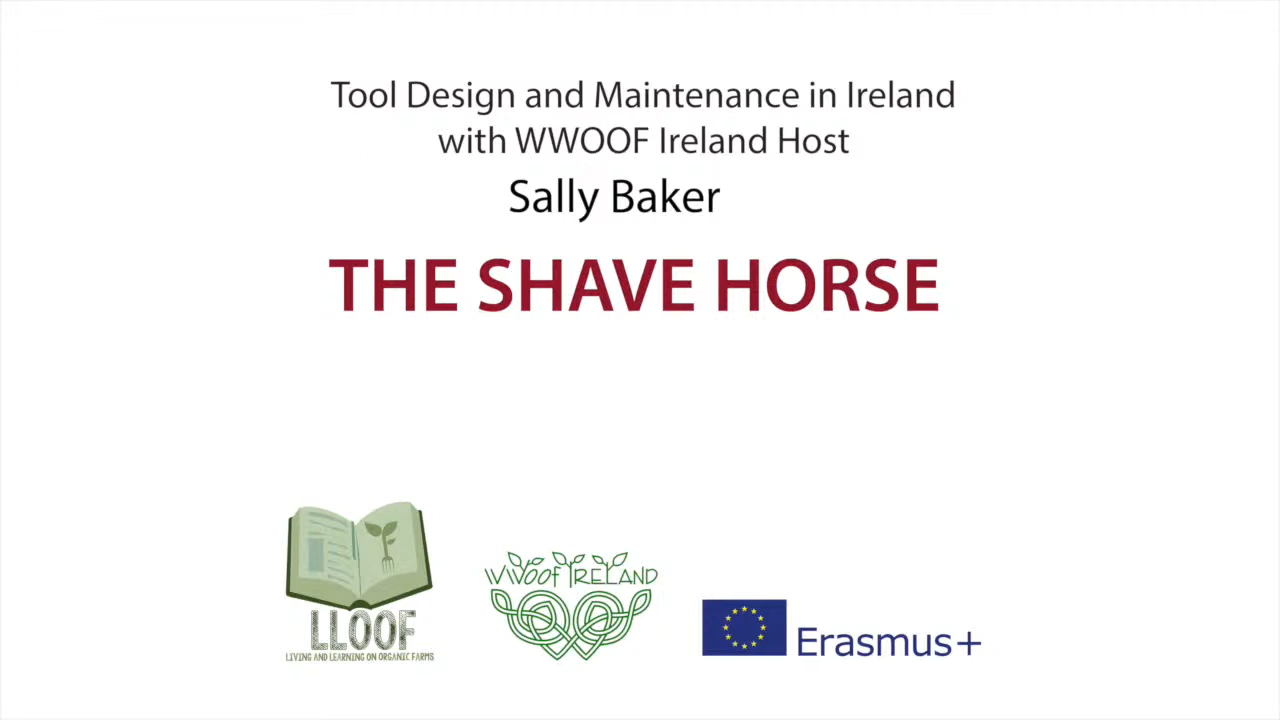 Tool Design and Maintenance in Ireland
with WWOOF Ireland Host
Sally Baker
THE SHAVE HORSE
LLOOF
LIVING AND LEARNING ON ORGANIC FARMS
WWOOF IRELAND
Erasmus+